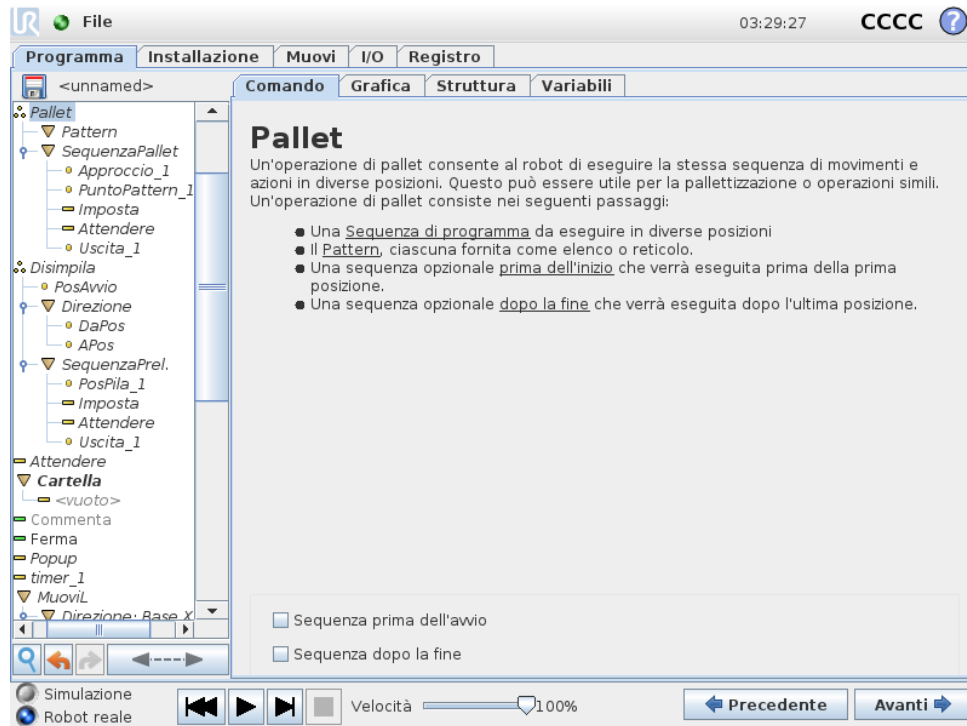 UR File 03:29:27 CCCC ?
Programma Installazione Muovi I/O Registro
<unnamed> Comando Grafica Struttura Variabili
Pallet
Pattern
SequenzaPallet
Approccio_1
PuntoPattern_1
Imposta
Attendere
Uscita_1
Disimpila
PosAvvio
Direzione
DaPos
APos
SequenzaPrel.
PosPila_1
Imposta
Attendere
Uscita_1
Attendere
Cartella
<vuoto>
Commenta
Ferma
Popup
timer_1
MuoviL
Direzione: Base X
Pallet
Un'operazione di pallet consente al robot di eseguire la stessa sequenza di movimenti e
azioni in diverse posizioni. Questo può essere utile per la pallettizzazione o operazioni simili.
Un'operazione di pallet consiste nei seguenti passaggi:
Una Sequenza di programma da eseguire in diverse posizioni
Il Pattern, ciascuna fornita come elenco o reticolo.
Una sequenza opzionale prima dell'inizio che verrà eseguita prima della prima
posizione.
Una sequenza opzionale dopo la fine che verrà eseguita dopo l'ultima posizione.
Sequenza prima dell'avvio
Sequenza dopo la fine
Simulazione
Robot reale
Velocità 100% Precedente Avanti